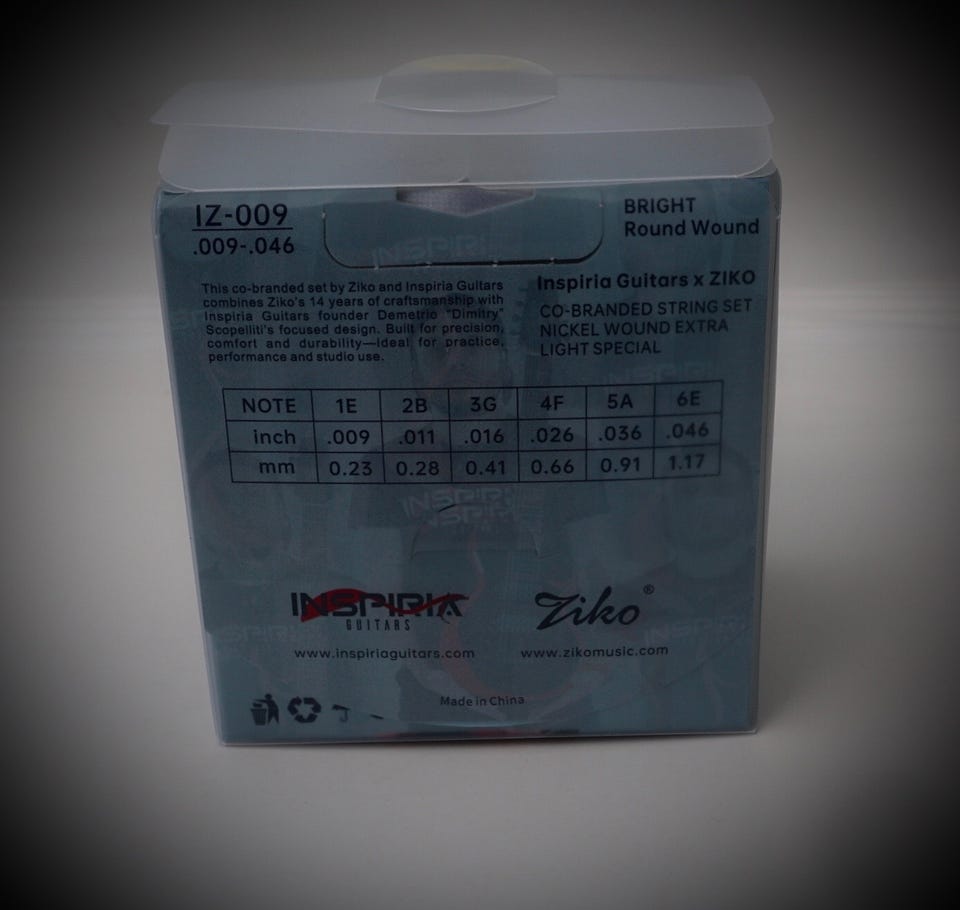 IZ-009
.009-.046
BRIGHT
Round Wound
This co-branded set by Ziko and Inspiria Guitars
combines Ziko's 14 years of craftsmanship with
Inspiria Guitars founder Demetrio "Dimitry"
Scopelliti's focused design. Built for precision,
comfort and durability—Ideal for practice,
performance and studio use.
Inspiria Guitars x ZIKO
CO-BRANDED STRING SET
NICKEL WOUND EXTRA
LIGHT SPECIAL
NOTE 1E 2B 3G 4F 5A 6E
inch .009 .011 .016 .026 .036 .046
mm 0.23 0.28 0.41 0.66 0.91 1.17
INSPIRIA
GUITARS
www.inspiriaguitars.com
Ziko®
www.zikomusic.com
Made in China